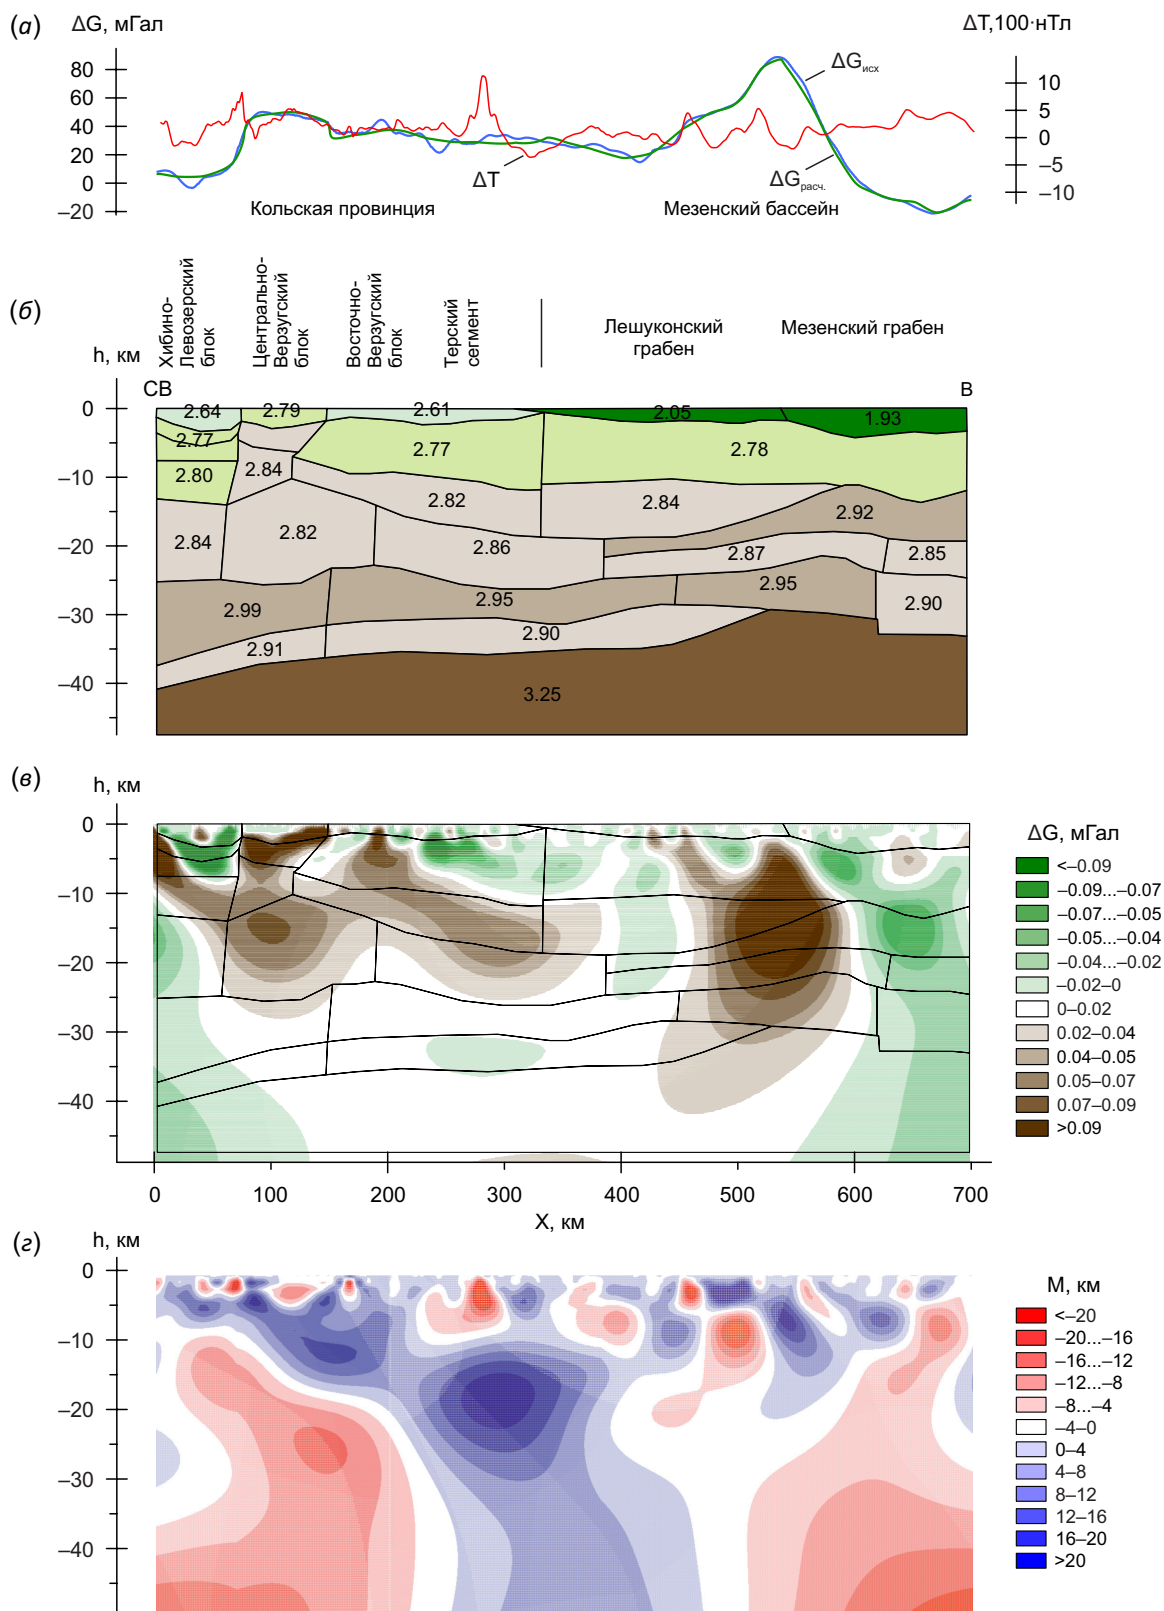 (а)
ΔG, мГал
ΔT,100·нТл
80
60
40
20
0
–20
10
5
0
–5
–10
ΔGисх
ΔT
ΔGрасч.
Кольская провинция
Мезенский бассейн
(б)
Хибино-
Левозерский
блок
Центрально-
Верзугский
блок
Восточно-
Верзугский
блок
Терский
сегмент
Лешуконский
грабен
Мезенский грабен
h, км
СВ
В
0
–10
–20
–30
–40
2.64
2.79
2.61
2.05
1.93
2.77
2.77
2.78
2.80
2.84
2.82
2.84
2.92
2.84
2.82
2.86
2.87
2.85
2.99
2.95
2.95
2.90
2.91
2.90
3.25
(в)
h, км
0
–10
–20
–30
–40
0
100
200
300
400
500
600
700
X, км
ΔG, мГал
<–0.09
–0.09...–0.07
–0.07...–0.05
–0.05...–0.04
–0.04...–0.02
–0.02–0
0–0.02
0.02–0.04
0.04–0.05
0.05–0.07
0.07–0.09
>0.09
(г)
h, км
0
–10
–20
–30
–40
М, км
<–20
–20...–16
–16...–12
–12...–8
–8...–4
–4–0
0–4
4–8
8–12
12–16
16–20
>20